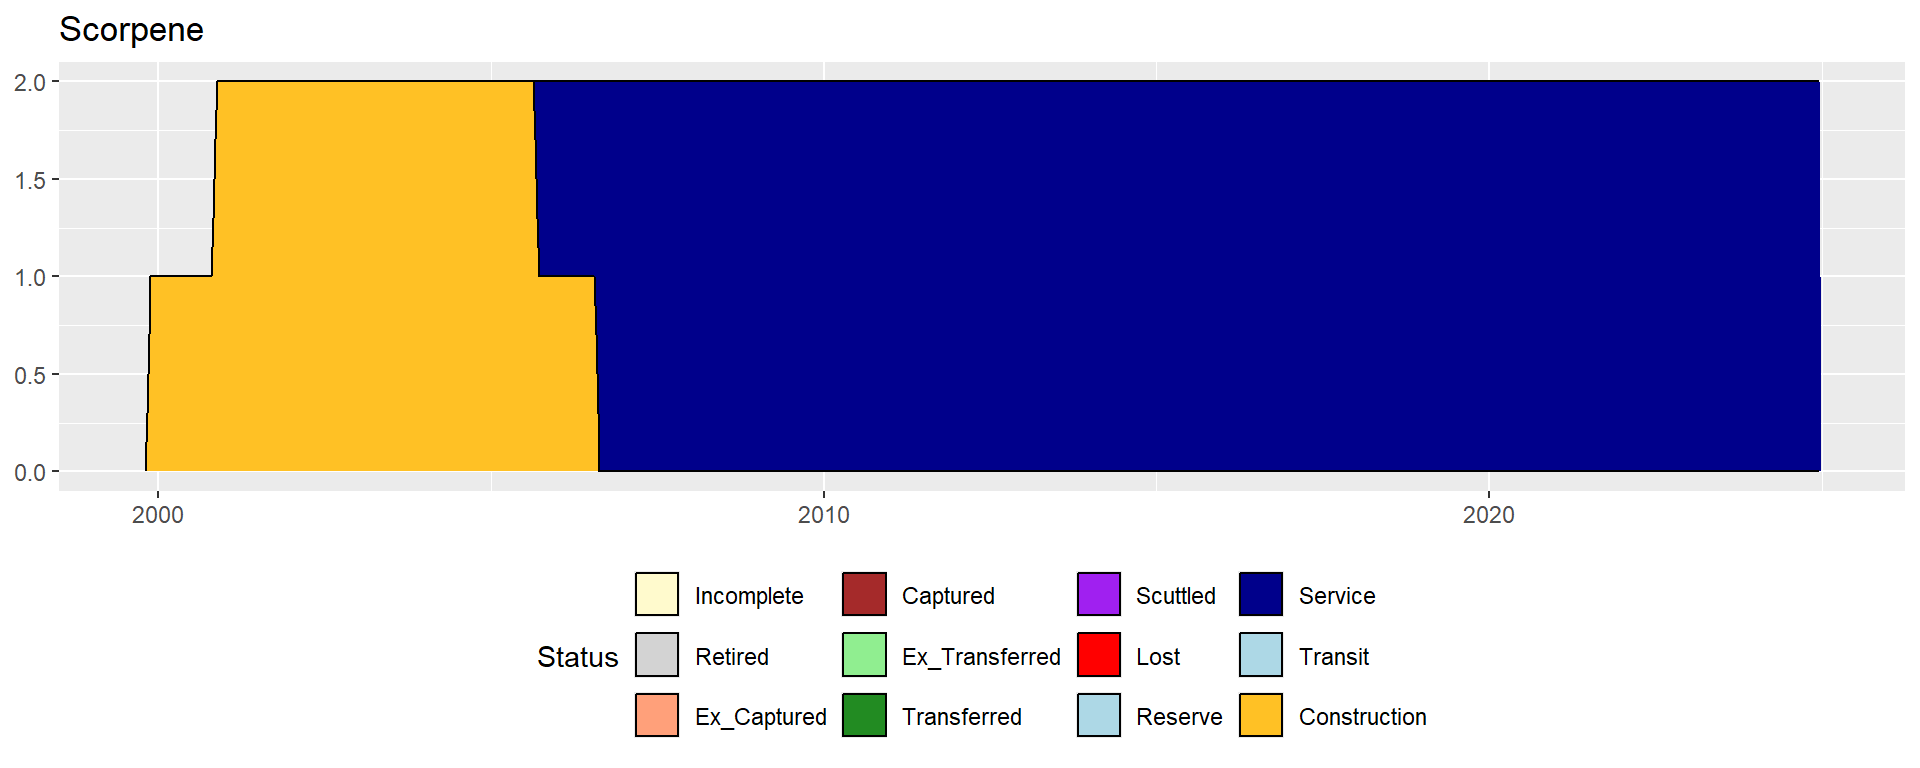 Scorpene
2.0
1.5
1.0
0.5
0.0
2000 2010 2020
Incomplete Captured Scuttled Service
Status Retired Ex_Transferred Lost Transit
Ex_Captured Transferred Reserve Construction